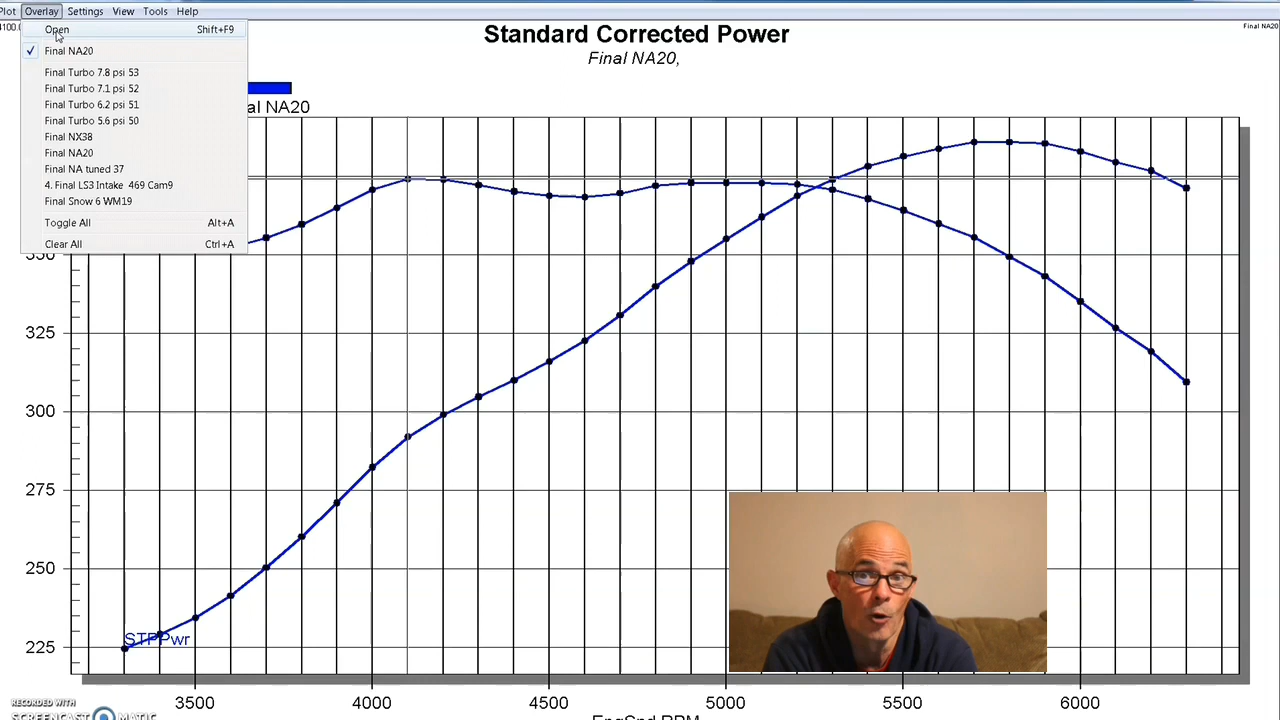 Plot Overlay Settings View Tools Help
Open Shift+F9
Final NA20
Final Turbo 7.8 psi 53
Final Turbo 7.1 psi 52
Final Turbo 6.2 psi 51
Final Turbo 5.6 psi 50
Final NX38
Final NA20
Final NA tuned 37
4. Final LS3 Intake 469 Cam9
Final Snow 6 WM19
Toggle All Alt+A
Clear All Ctrl+A
Standard Corrected Power
Final NA20,
Final NA20
al NA20
325
300
275
250
225
STPPwr
3500 4000 4500 5000 5500 6000
RECORDED WITH